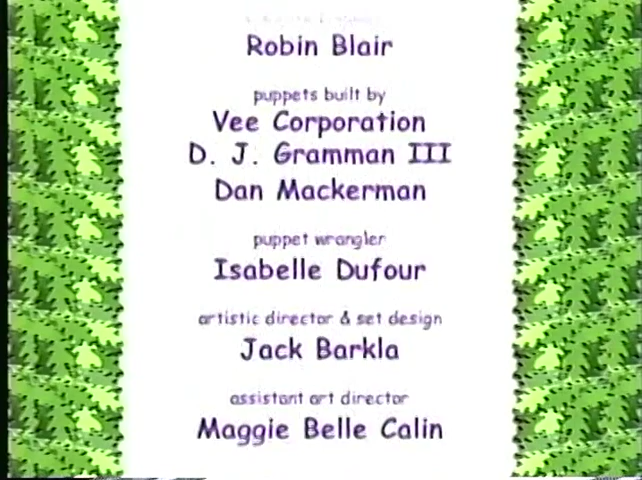 Robin Blair
puppets built by
Vee Corporation
D. J. Gramman III
Dan Mackerman
puppet wrangler
Isabelle Dufour
artistic director & set design
Jack Barkla
assistant art director
Maggie Belle Calin